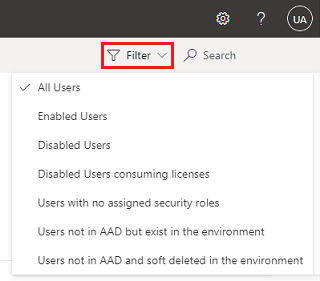 ? UA
Filter Search
All Users
Enabled Users
Disabled Users
Disabled Users consuming licenses
Users with no assigned security roles
Users not in AAD but exist in the environment
Users not in AAD and soft deleted in the environment